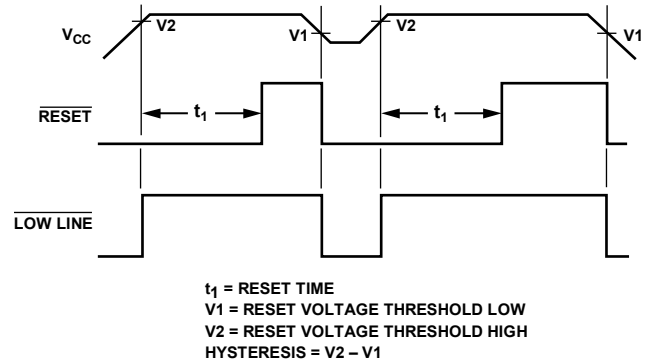 V2 V1 V2 V1
VCC
t1 t1
RESET
LOW LINE
t1 = RESET TIME
V1 = RESET VOLTAGE THRESHOLD LOW
V2 = RESET VOLTAGE THRESHOLD HIGH
HYSTERESIS = V2 – V1